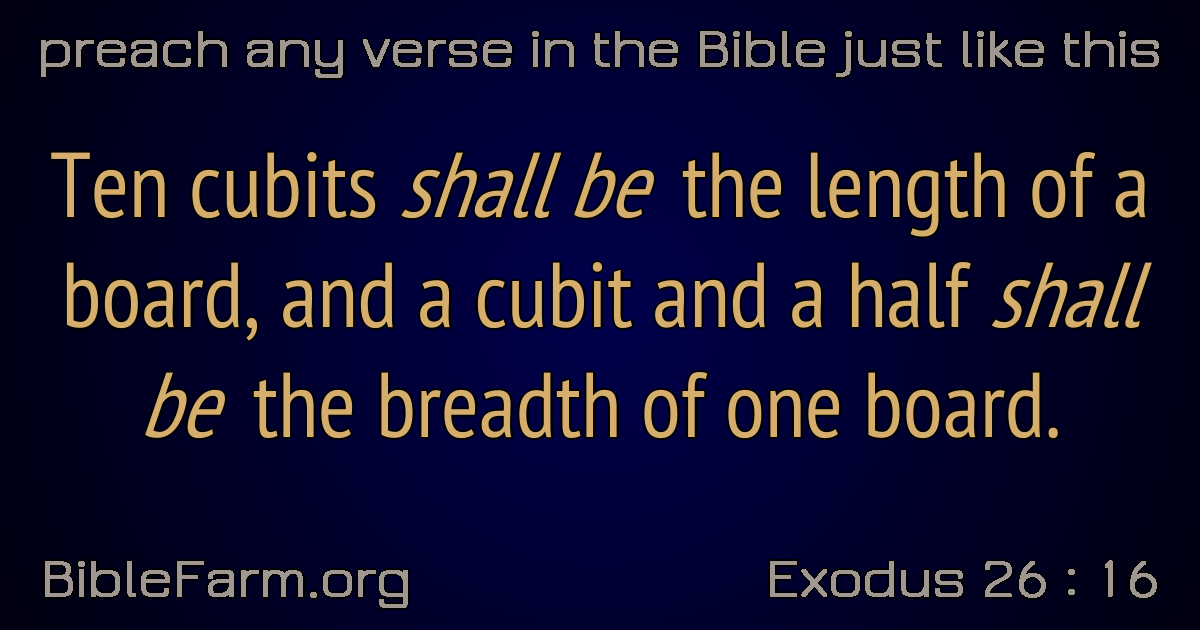 preach any verse in the Bible just like this
Ten cubits shall be the length of a
board, and a cubit and a half shall
be the breadth of one board.
BibleFarm.org
Exodus 26 : 16